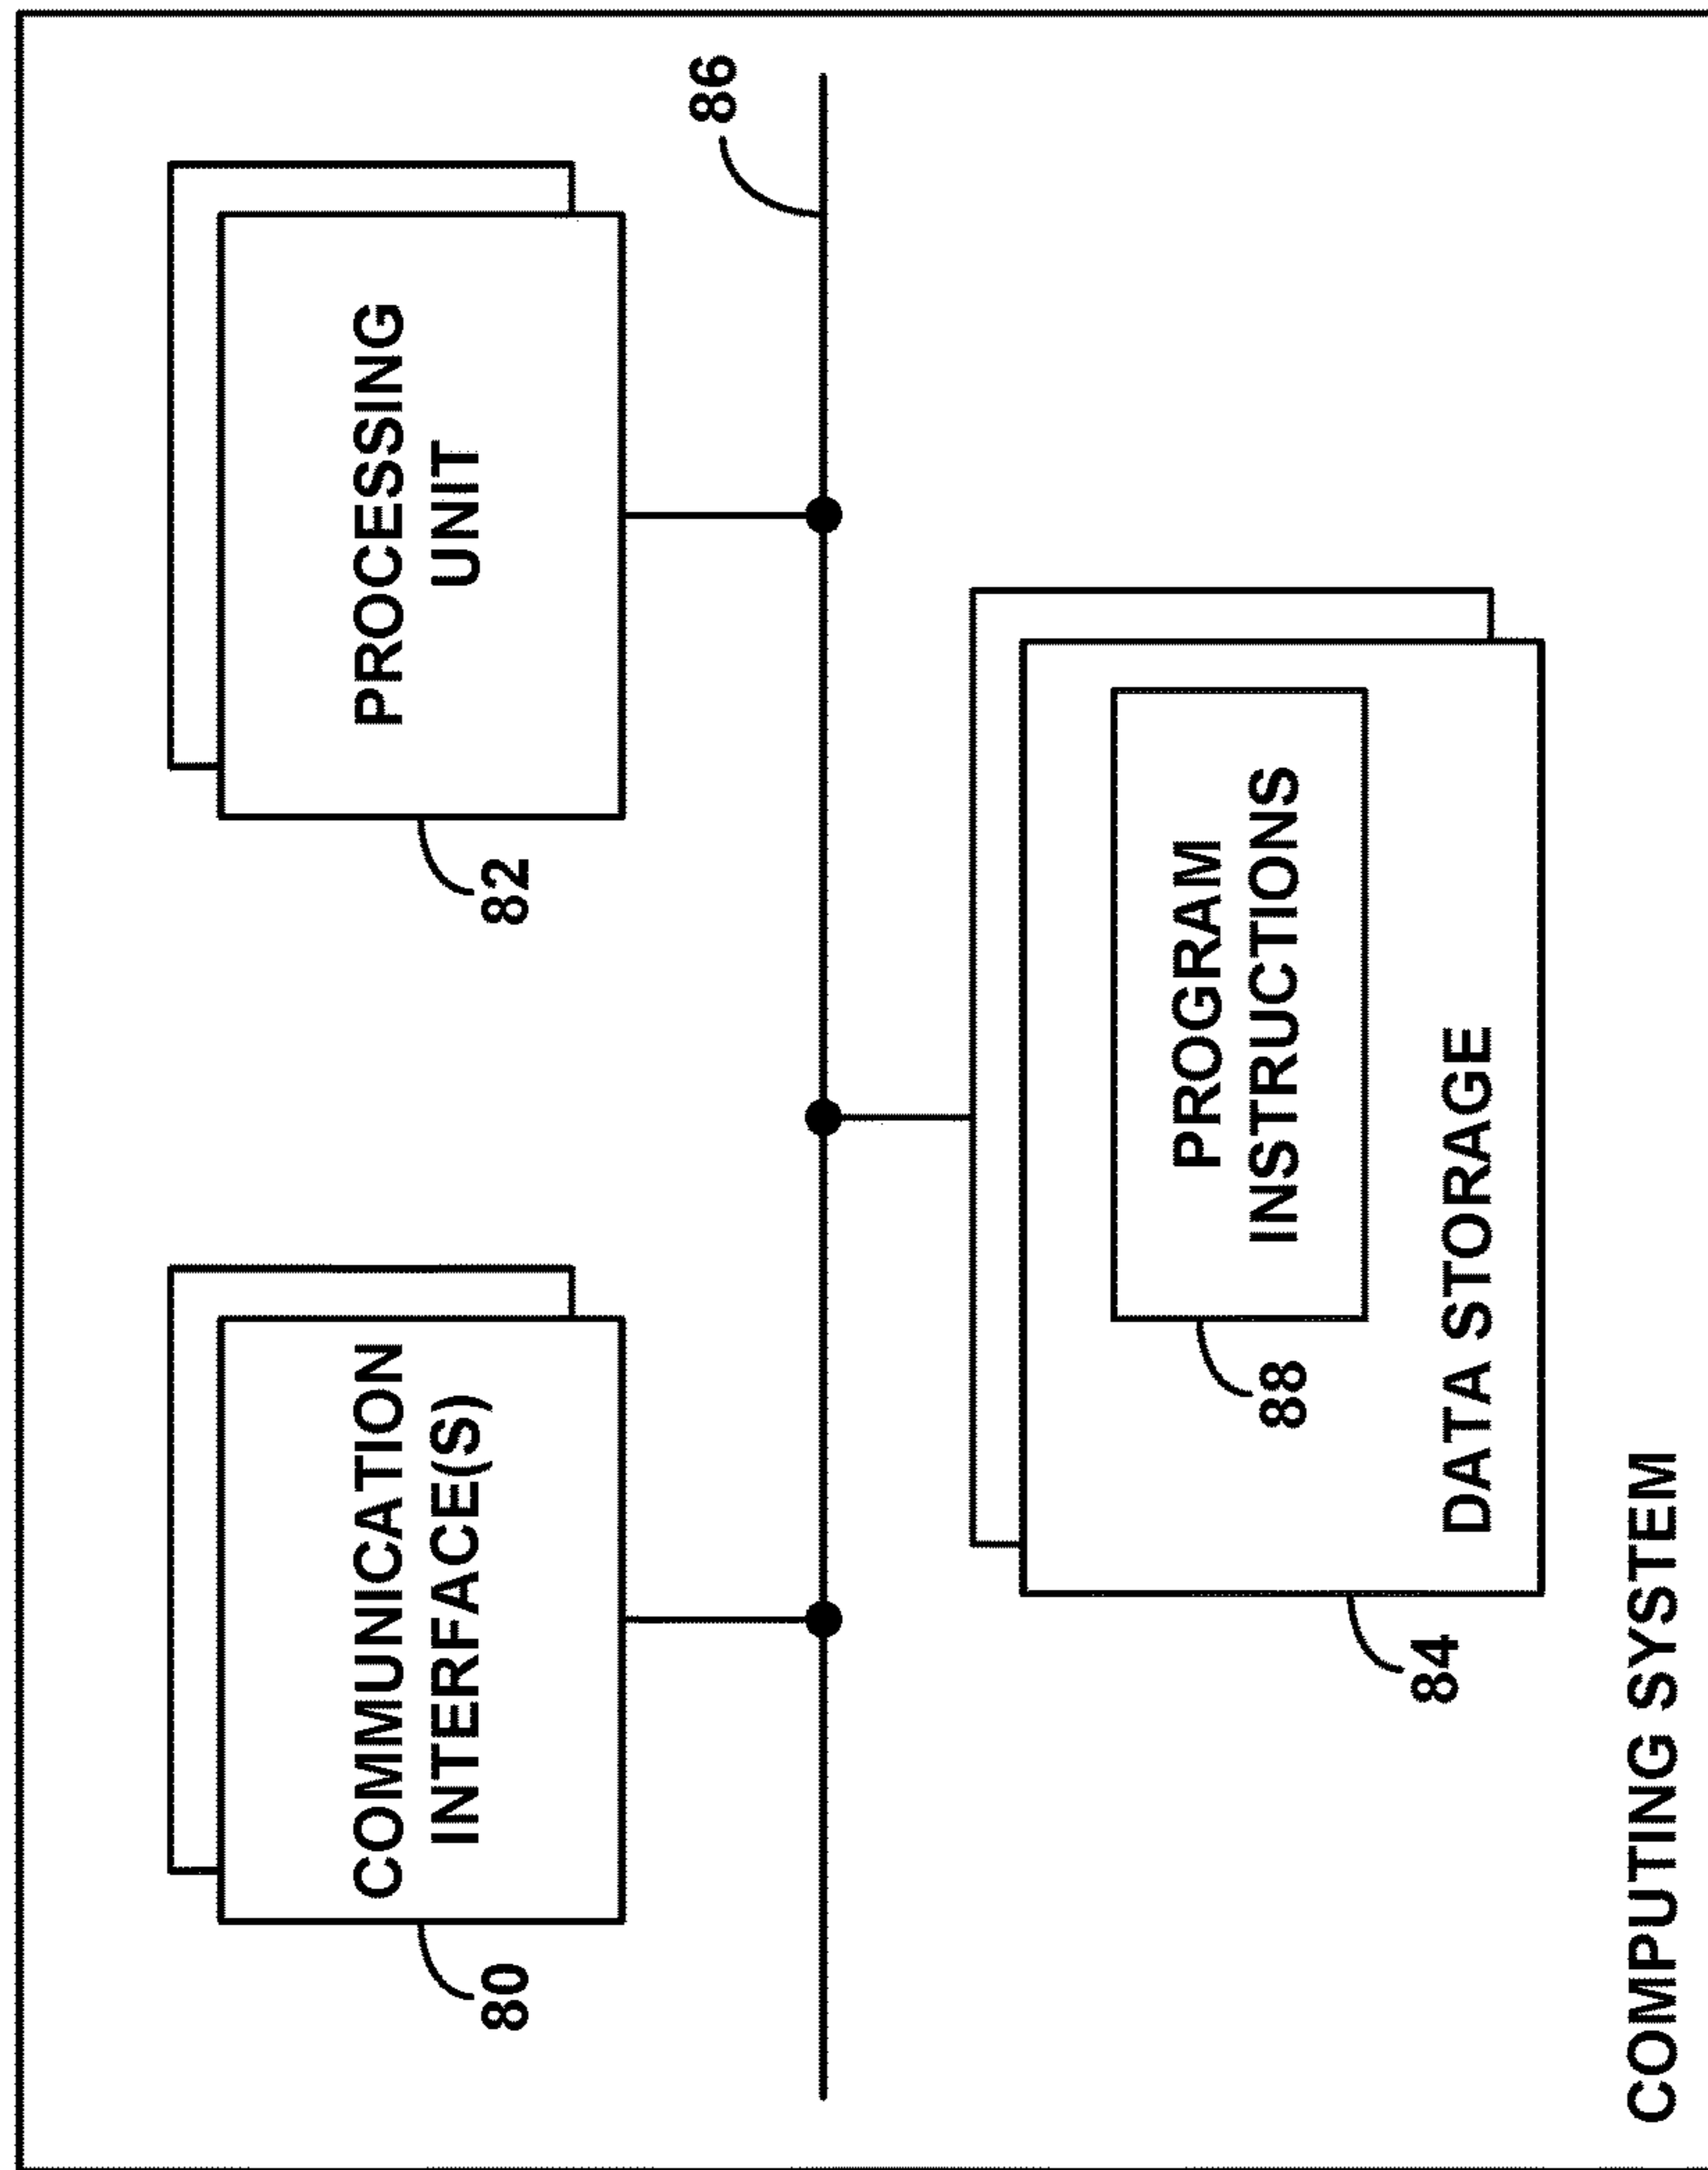 COMMUNICATION
INTERFACE(S)
80
PROCESSING
UNIT
82
86
PROGRAM
INSTRUCTIONS
88
DATA STORAGE
84
COMPUTING SYSTEM